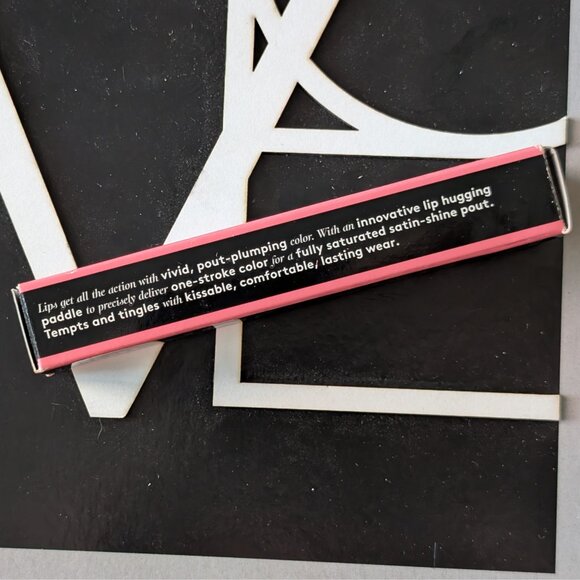 Lips get all the action with vivid, pout-plumping color. With an innovative lip hugging
paddle to precisely deliver one-stroke color for a fully saturated satin-shine pout.
Tempts and tingles with kissable, comfortable, lasting wear.